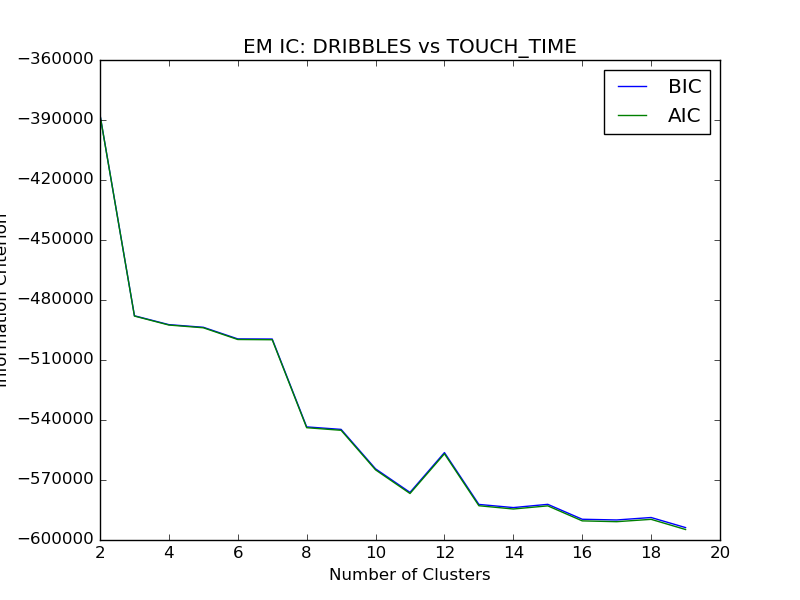 EM IC: DRIBBLES vs TOUCH_TIME
BIC
AIC
−360000
−390000
−420000
−450000
−480000
−510000
−540000
−570000
−600000
Information Criterion
2 4 6 8 10 12 14 16 18 20
Number of Clusters